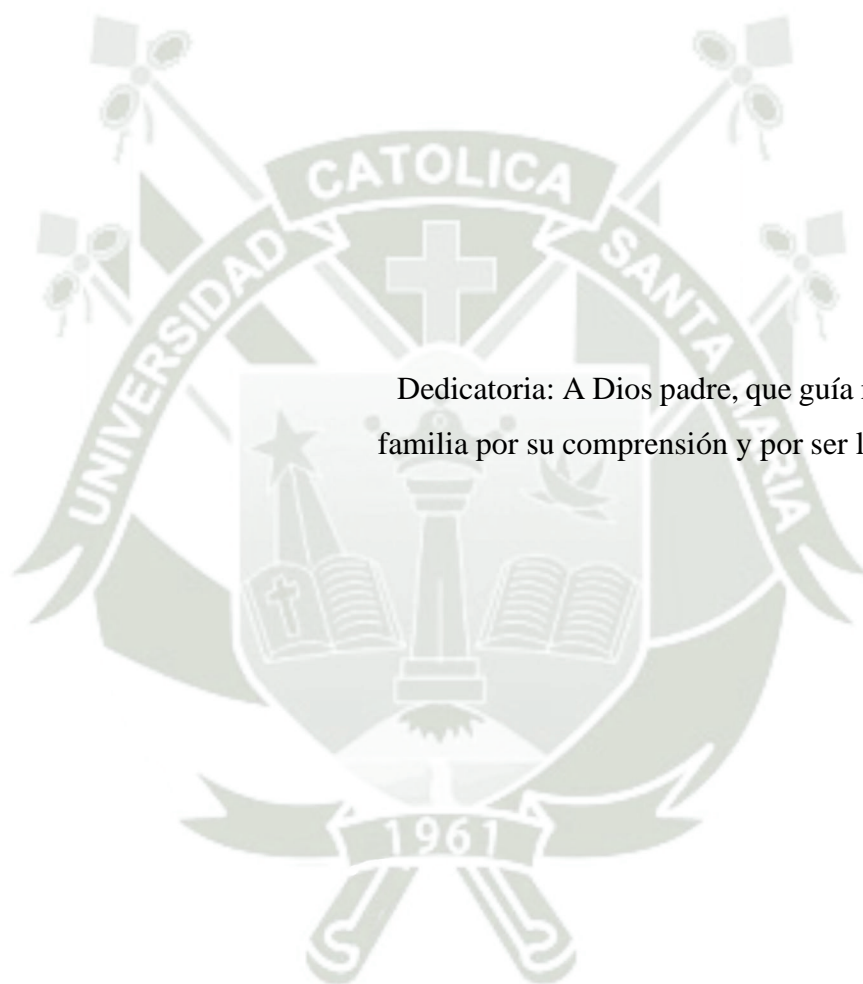 CATOLICA
UNIVERSIDAD
SANTA MARIA
Dedicatoria: A Dios padre, que guía
familia por su comprensión y por ser
1961